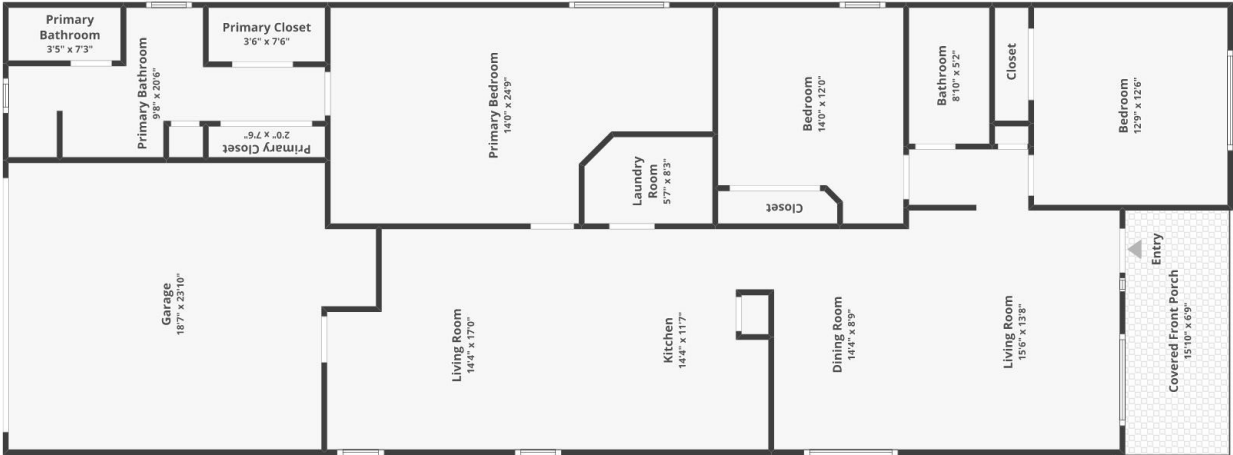 Primary
Bathroom
3'5" x 7'3"
Primary Closet
3'6" x 7'6"
Primary Bathroom
9'8" x 20'6"
Primary Closet
2'0" x 7'6"
Primary Bedroom
14'0" x 24'9"
Laundry
Room
5'7" x 8'3"
Bedroom
14'0" x 12'0"
Closet
Bathroom
8'10" x 5'2"
Closet
Bedroom
12'9" x 12'6"
Garage
18'7" x 23'10"
Living Room
14'4" x 17'0"
Kitchen
14'4" x 11'7"
Dining Room
14'4" x 8'9"
Living Room
15'6" x 13'8"
Entry
Covered Front Porch
15'10" x 6'9"